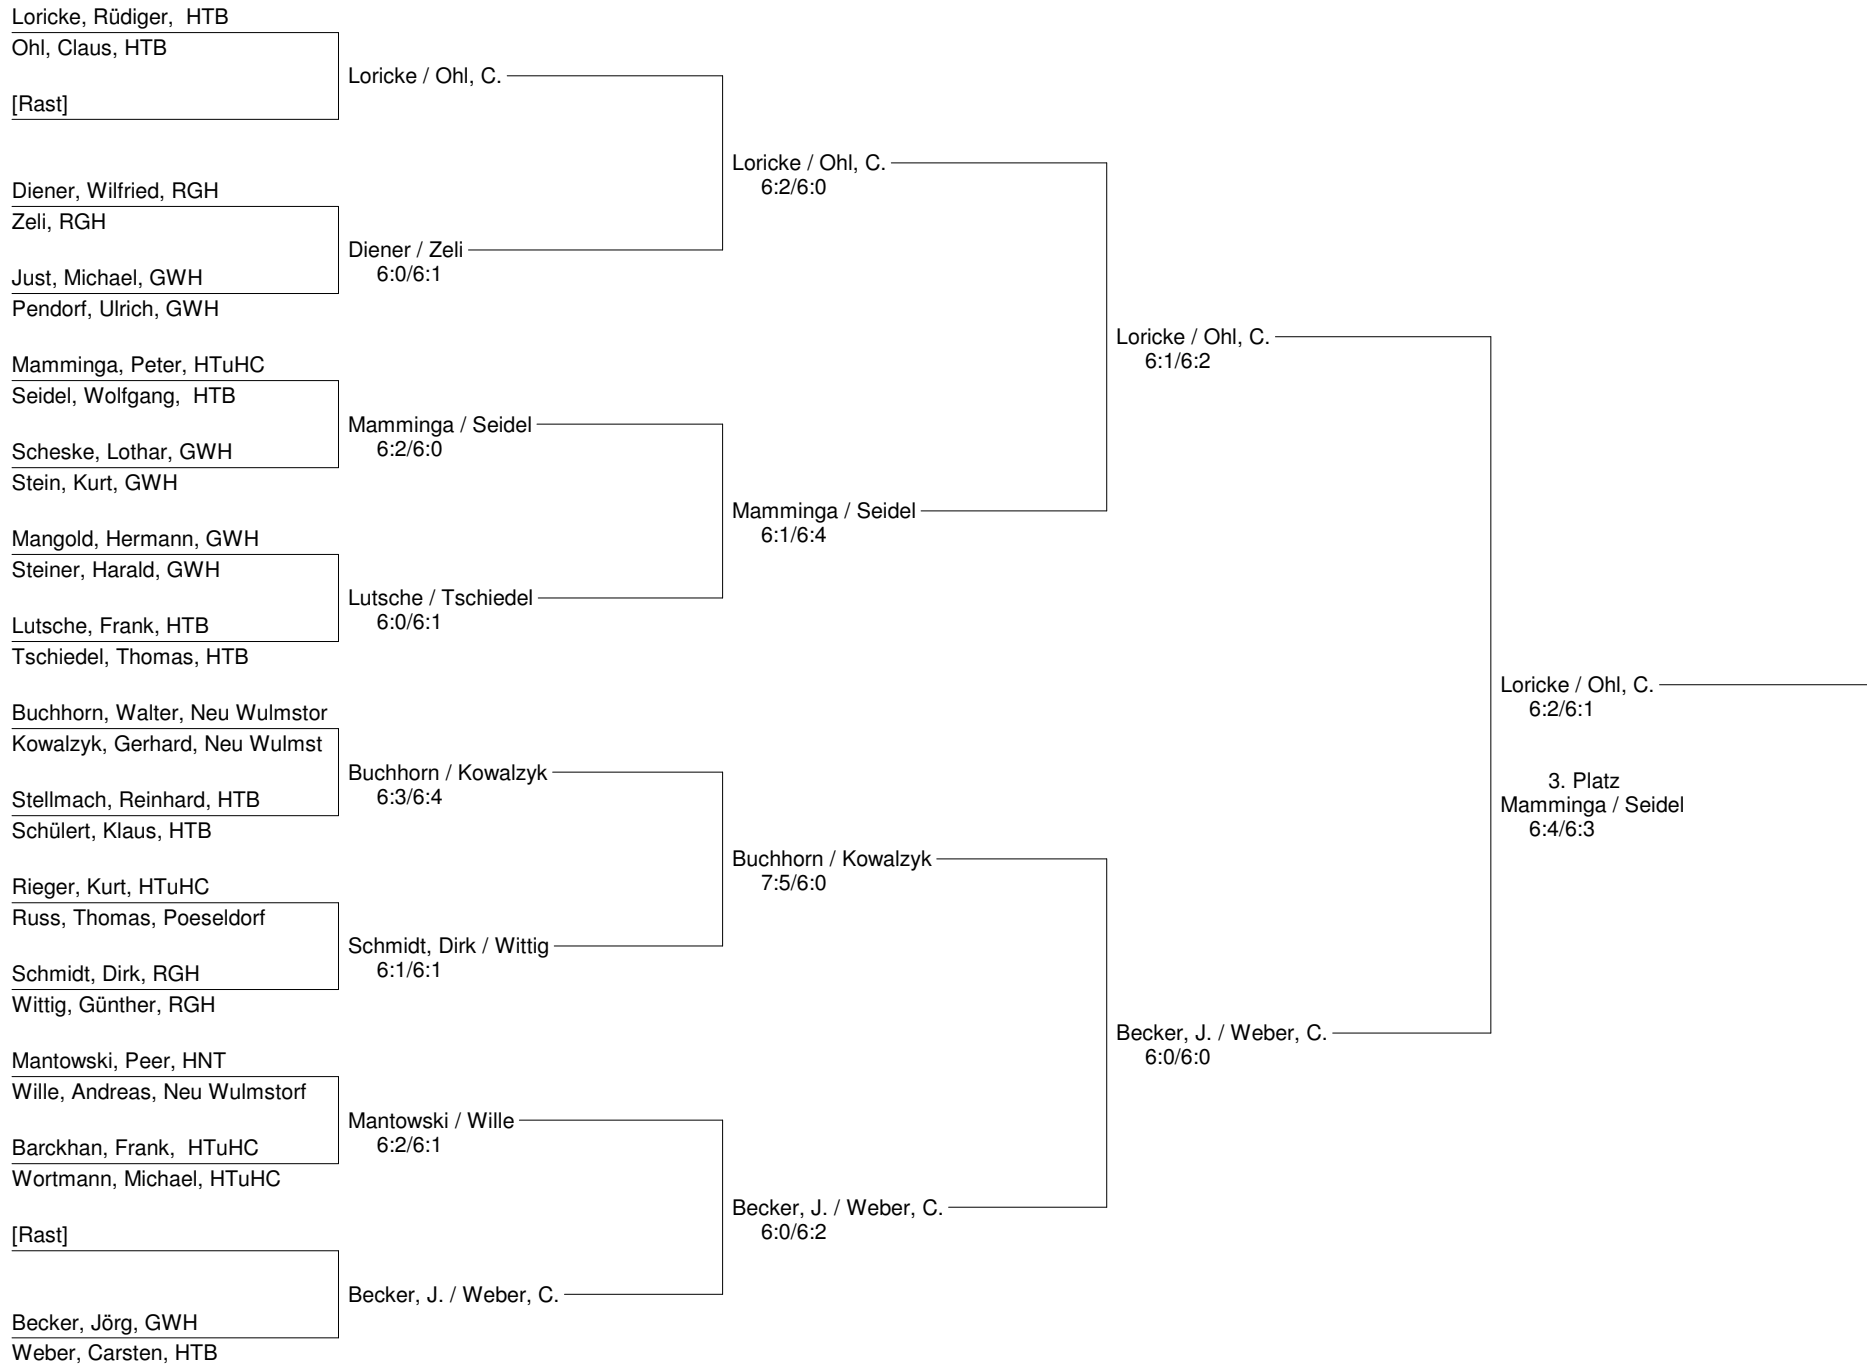 Loricke, Rüdiger,  HTB
Ohl, Claus, HTB
[Rast]
Diener, Wilfried, RGH
Zeli, RGH
Just, Michael, GWH
Pendorf, Ulrich, GWH
Mamminga, Peter, HTuHC
Seidel, Wolfgang,  HTB
Scheske, Lothar, GWH
Stein, Kurt, GWH
Mangold, Hermann, GWH
Steiner, Harald, GWH
Lutsche, Frank, HTB
Tschiedel, Thomas, HTB
Buchhorn, Walter, Neu Wulmstor
Kowalzyk, Gerhard, Neu Wulmst
Stellmach, Reinhard, HTB
Schülert, Klaus, HTB
Rieger, Kurt, HTuHC
Russ, Thomas, Poeseldorf
Schmidt, Dirk, RGH
Wittig, Günther, RGH
Mantowski, Peer, HNT
Wille, Andreas, Neu Wulmstorf
Barckhan, Frank,  HTuHC
Wortmann, Michael, HTuHC
[Rast]
Becker, Jörg, GWH
Weber, Carsten, HTB
Loricke / Ohl, C.
Diener / Zeli
6:0/6:1
Mamminga / Seidel
6:2/6:0
Lutsche / Tschiedel
6:0/6:1
Buchhorn / Kowalzyk
6:3/6:4
Schmidt, Dirk / Wittig
6:1/6:1
Mantowski / Wille
6:2/6:1
Becker, J. / Weber, C.
Loricke / Ohl, C.
6:2/6:0
Mamminga / Seidel
6:1/6:4
Buchhorn / Kowalzyk
7:5/6:0
Becker, J. / Weber, C.
6:0/6:2
Loricke / Ohl, C.
6:1/6:2
Becker, J. / Weber, C.
6:0/6:0
Loricke / Ohl, C.
6:2/6:1
3. Platz
Mamminga / Seidel
6:4/6:3